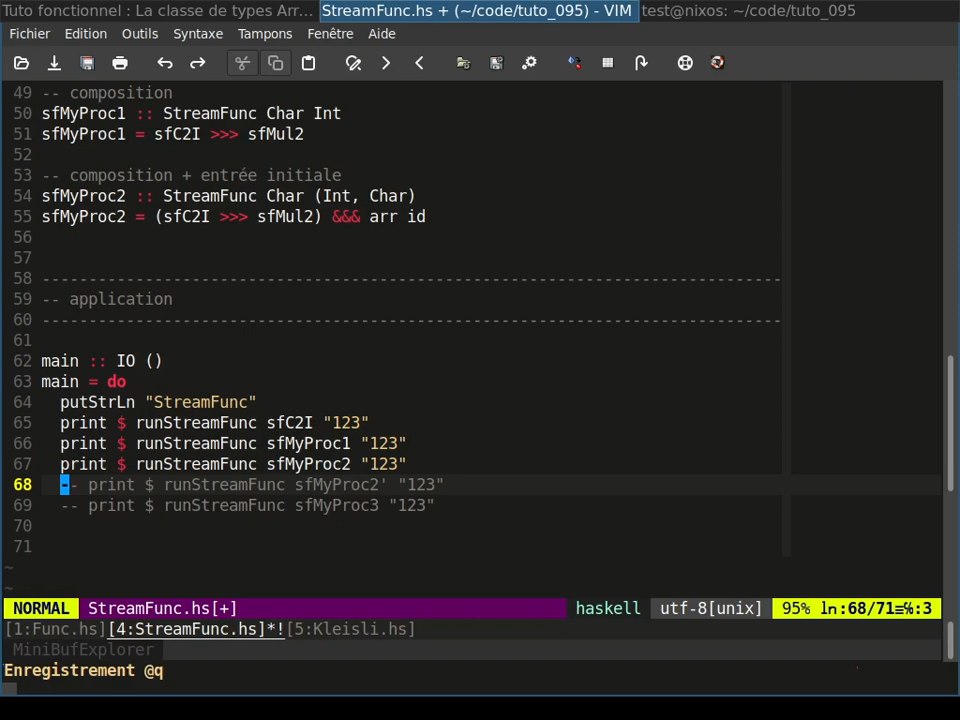 Tuto fonctionnel : La classe de types Arr... StreamFunc.hs + (~/code/tuto_095) - VIM test@nixos: ~/code/tuto_095
Fichier Edition Outils Syntaxe Tampons Fenêtre Aide
49 -- composition
50 sfMyProc1 :: StreamFunc Char Int
51 sfMyProc1 = sfC2I >>> sfMul2
52
53 -- composition + entrée initiale
54 sfMyProc2 :: StreamFunc Char (Int, Char)
55 sfMyProc2 = (sfC2I >>> sfMul2) &&& arr id
56
57
58 -------------------------------------------------------------------------------
59 -- application
60 -------------------------------------------------------------------------------
61
62 main :: IO ()
63 main = do
64   putStrLn "StreamFunc"
65   print $ runStreamFunc sfC2I "123"
66   print $ runStreamFunc sfMyProc1 "123"
67   print $ runStreamFunc sfMyProc2 "123"
68   -- print $ runStreamFunc sfMyProc2' "123"
69   -- print $ runStreamFunc sfMyProc3 "123"
70
71
~
~
NORMAL StreamFunc.hs[+] haskell utf-8[unix] 95% ln:68/71≡℅:3
[1:Func.hs][4:StreamFunc.hs]*![5:Kleisli.hs]
MiniBufExplorer
Enregistrement @q